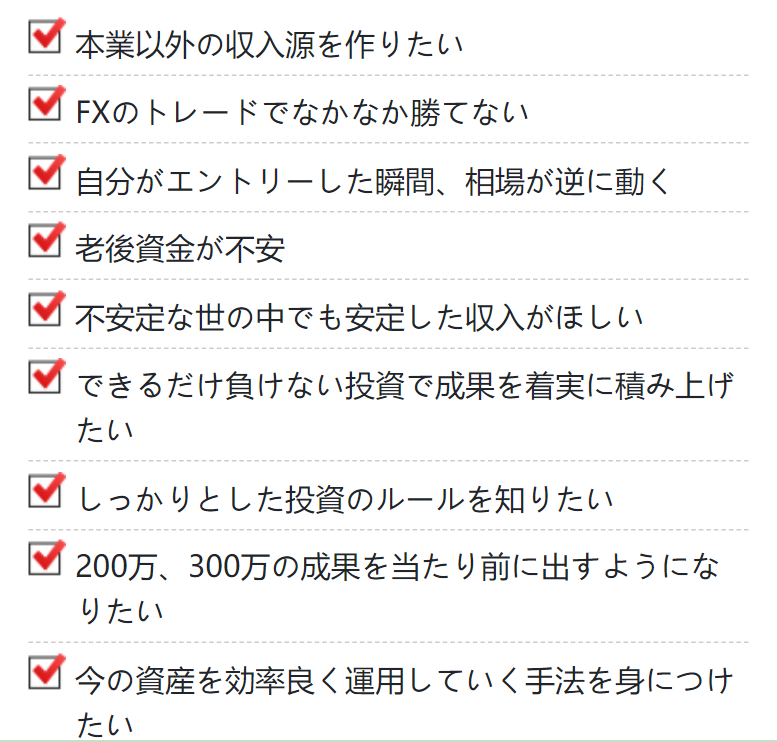 本業以外の収入源を作りたい
FXのトレードでなかなか勝てない
自分がエントリーした瞬間、相場が逆に動く
老後資金が不安
不安定な世の中でも安定した収入がほしい
できるだけ負けない投資で成果を着実に積み上げ
たい
しっかりとした投資のルールを知りたい
200万、300万の成果を当たり前に出すようにな
りたい
今の資産を効率良く運用していく手法を身につけ
たい